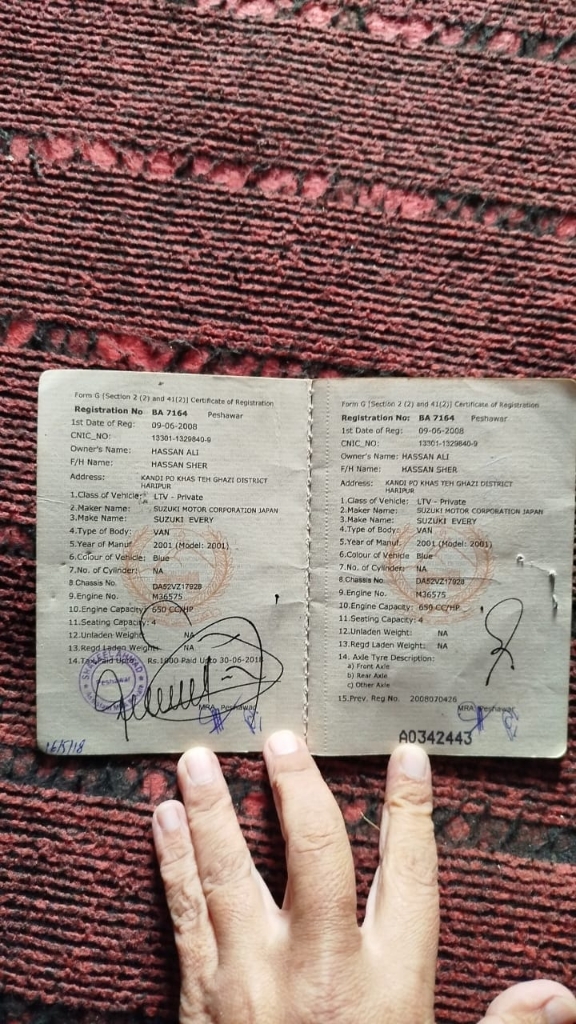 Form G [Section 2 (2) and 41(2)] Certificate of Registration
Registration No BA 7164 Peshawar
1st Date of Reg: 09-06-2008
CNIC_NO: 13301-1329840-9
Owner's Name: HASSAN ALI
F/H Name: HASSAN SHER
Address: KANDI PO KHAS TEH GHAZI DISTRICT
HARIPUR
1.Class of Vehicle: LTV - Private
2.Maker Name: SUZUKI MOTOR CORPORATION JAPAN
3.Make Name: SUZUKI EVERY
4.Type of Body: VAN
5.Year of Manuf: 2001 (Model: 2001)
6.Colour of Vehicle: Blue
7.No. of Cylinder: NA
8.Chassis No. DA52VZ17928
9.Engine No. M36575
10.Engine Capacity: 650 CC/HP
11.Seating Capacity: 4
12.Unladen Weight: NA
13.Regd Laden Weight: NA
14. Paid Upto Rs.1000 Paid Upto 30-06-2018
SHAKEEL AHMAD
Peshawar
MRA Peshawar
16/5/18
Form G [Section 2 (2) and 41(2)] Certificate of Registration
Registration No: BA 7164 Peshawar
1st Date of Reg: 09-06-2008
CNIC_NO: 13301-1329840-9
Owner's Name: HASSAN ALI
F/H Name: HASSAN SHER
Address: KANDI PO KHAS TEH GHAZI DISTRICT
HARIPUR
1.Class of Vehicle: LTV - Private
2.Maker Name: SUZUKI MOTOR CORPORATION JAPAN
3.Make Name: SUZUKI EVERY
4.Type of Body: VAN
5.Year of Manuf: 2001 (Model: 2001)
6.Colour of Vehicle: Blue
7.No. of Cylinder: NA
8.Chassis No. DA52VZ17928
9.Engine No. M36575
10.Engine Capacity: 650 CC/HP
11.Seating Capacity: 4
12.Unladen Weight: NA
13.Regd Laden Weight: NA
14. Axle Tyre Description:
a) Front Axle
b) Rear Axle
c) Other Axle
15.Prev. Reg No 2008070426
MRA Peshawar
A0342443